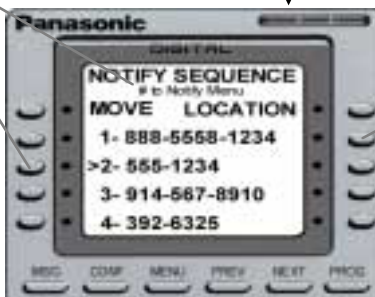 Panasonic
DIGITAL
NOTIFY SEQUENCE
# to Notify Menu
MOVE LOCATION
1- 888-5558-1234
>2- 555-1234
3- 914-567-8910
4- 392-6325
MSG CONF MENU PREV NEXT PROG